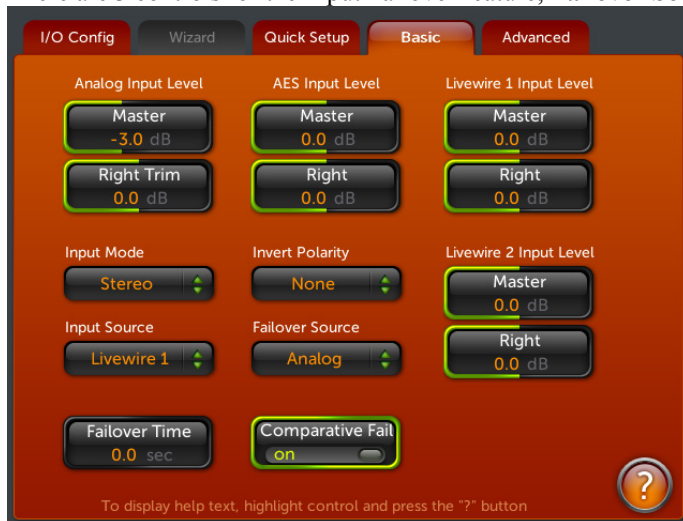 I/O Config
Wizard
Quick Setup
Basic
Advanced
Analog Input Level
AES Input Level
Livewire 1 Input Level
Master
-3.0 dB
Master
0.0 dB
Master
0.0 dB
Right Trim
0.0 dB
Right
0.0 dB
Right
0.0 dB
Input Mode
Invert Polarity
Livewire 2 Input Level
Stereo
None
Master
0.0 dB
Input Source
Failover Source
Livewire 1
Analog
Right
0.0 dB
Failover Time
0.0 sec
Comparative Fail
on
?
To display help text, highlight control and press the "?" button